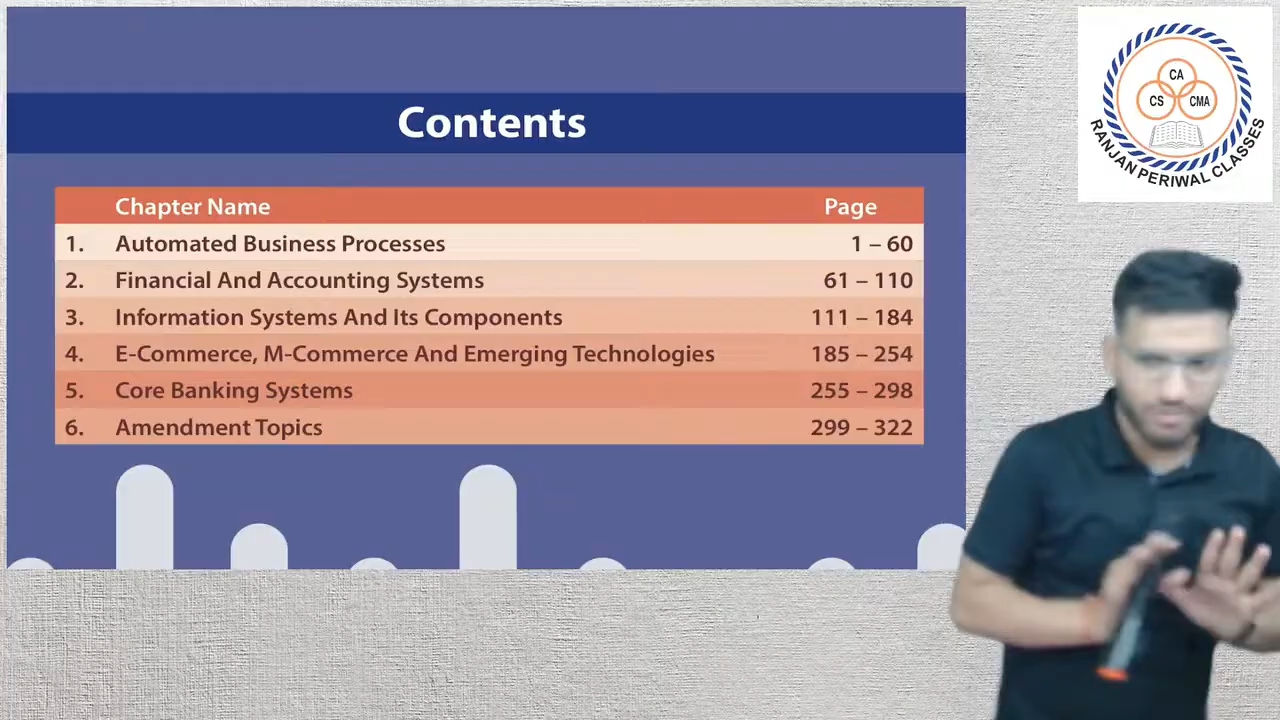 Contents
Chapter Name Page
1. Automated Business Processes 1 – 60
2. Financial And Accounting Systems 61 – 110
3. Information Systems And Its Components 111 – 184
4. E-Commerce, M-Commerce And Emerging Technologies 185 – 254
5. Core Banking Systems 255 – 298
6. Amendment Topics 299 – 322
CA
CS CMA
RANJAN PERIWAL CLASSES